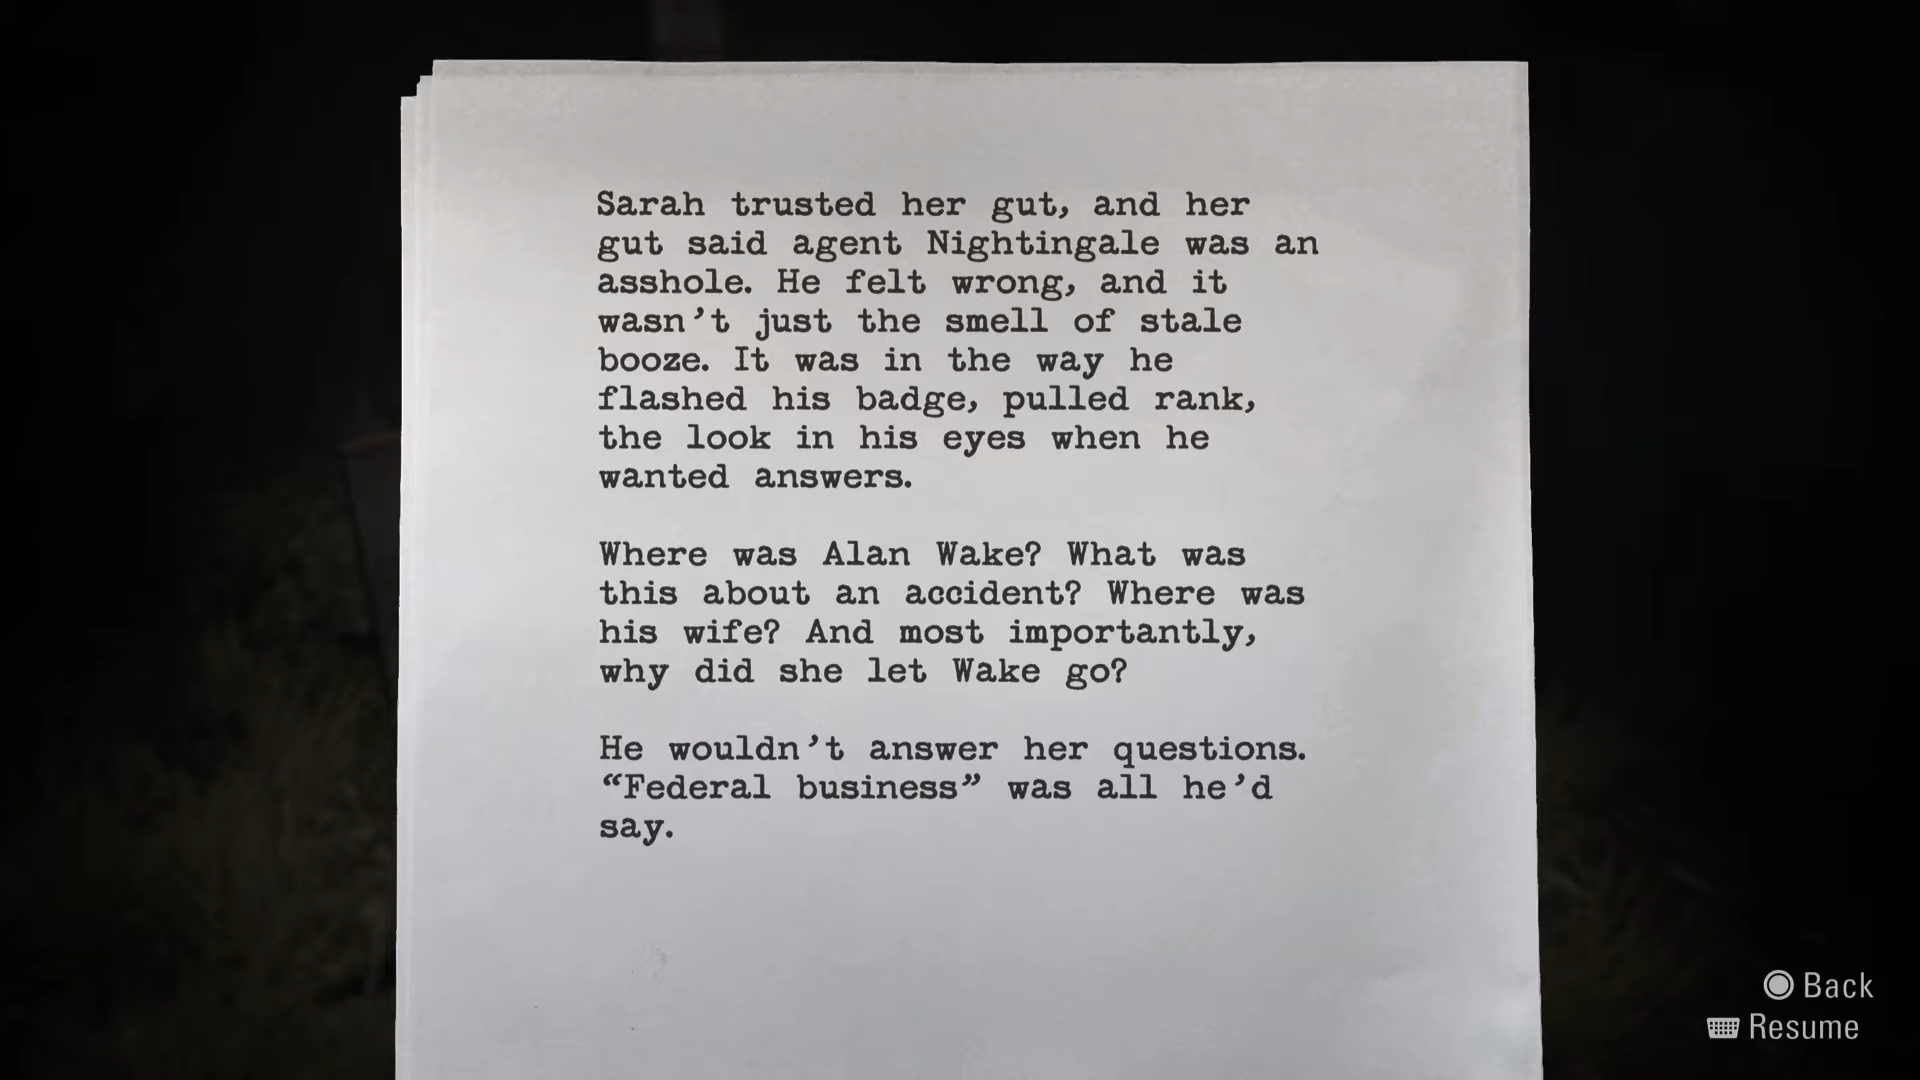 Sarah trusted her gut, and her
gut said agent Nightingale was an
asshole. He felt wrong, and it
wasn’t just the smell of stale
booze. It was in the way he
flashed his badge, pulled rank,
the look in his eyes when he
wanted answers.
Where was Alan Wake? What was
this about an accident? Where was
his wife? And most importantly,
why did she let Wake go?
He wouldn’t answer her questions.
“Federal business” was all he’d
say.
Back
Resume